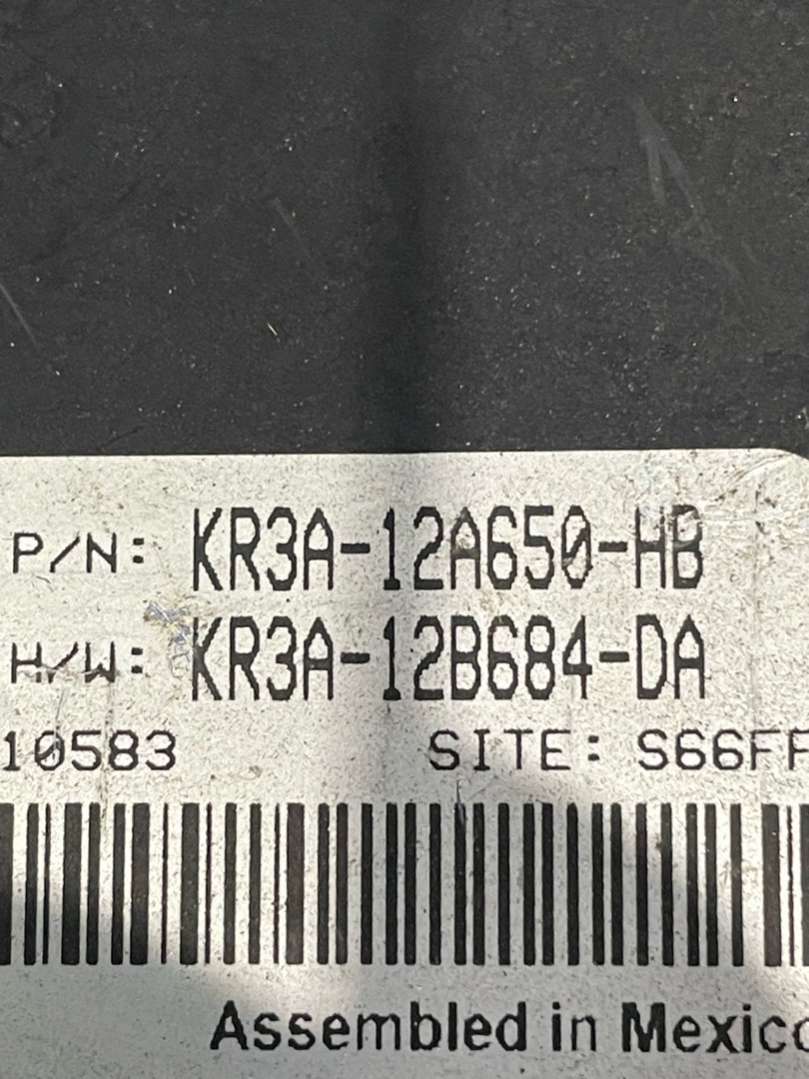 P/N: KR3A-12A650-HB
H/W: KR3A-12B684-DA
10583 SITE: S66FF
Assembled in Mexico